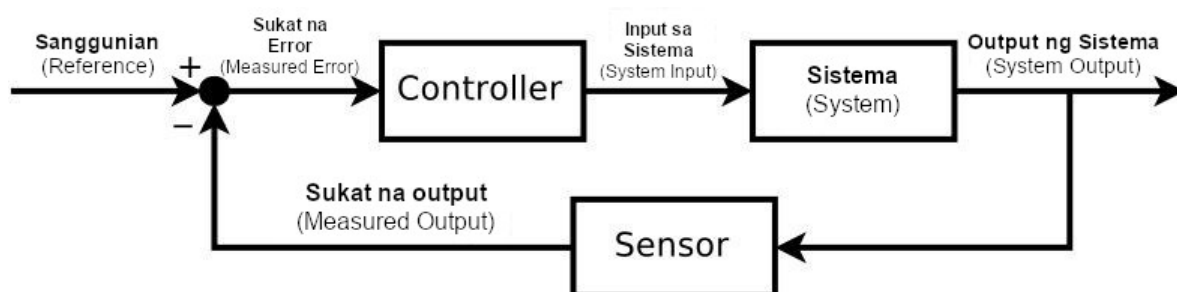 Sanggunian
(Reference)
+
−
Sukat na
Error
(Measured Error)
Controller
Input sa
Sistema
(System Input)
Sistema
(System)
Output ng Sistema
(System Output)
Sukat na output
(Measured Output)
Sensor